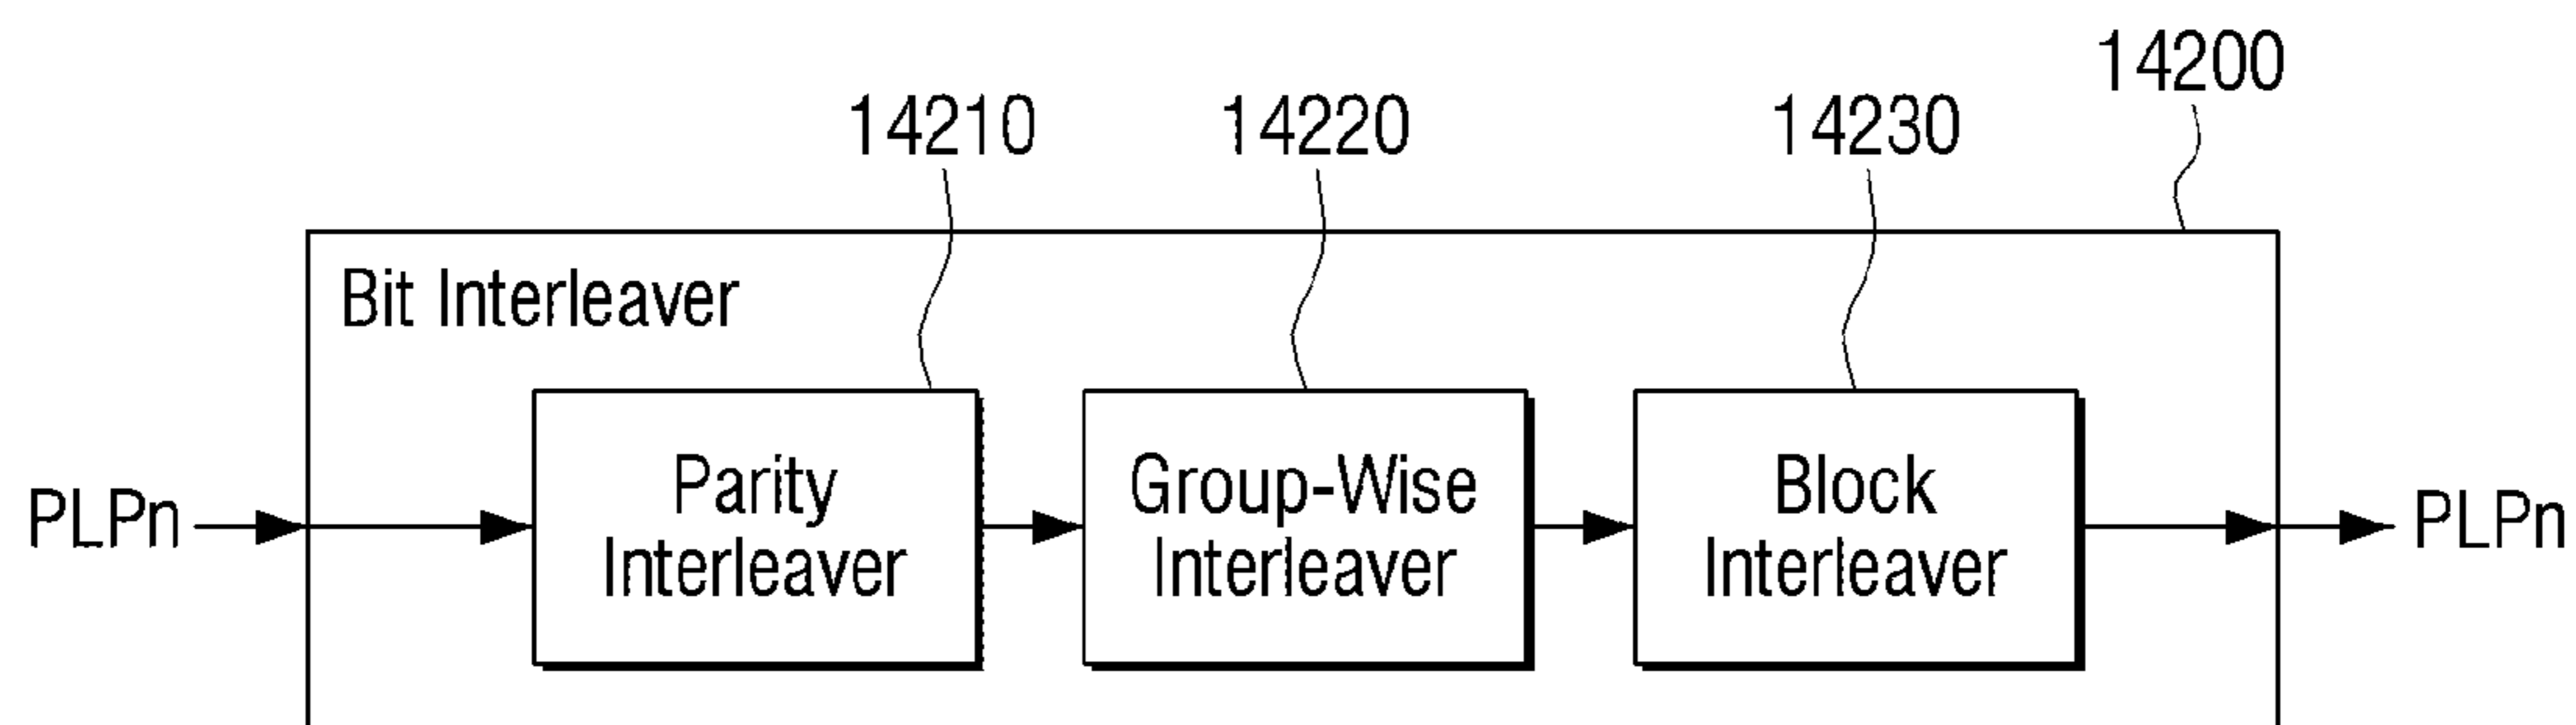 14200
14210
14220
14230
Bit Interleaver
PLPn
Parity
Interleaver
Group-Wise
Interleaver
Block
Interleaver
PLPn